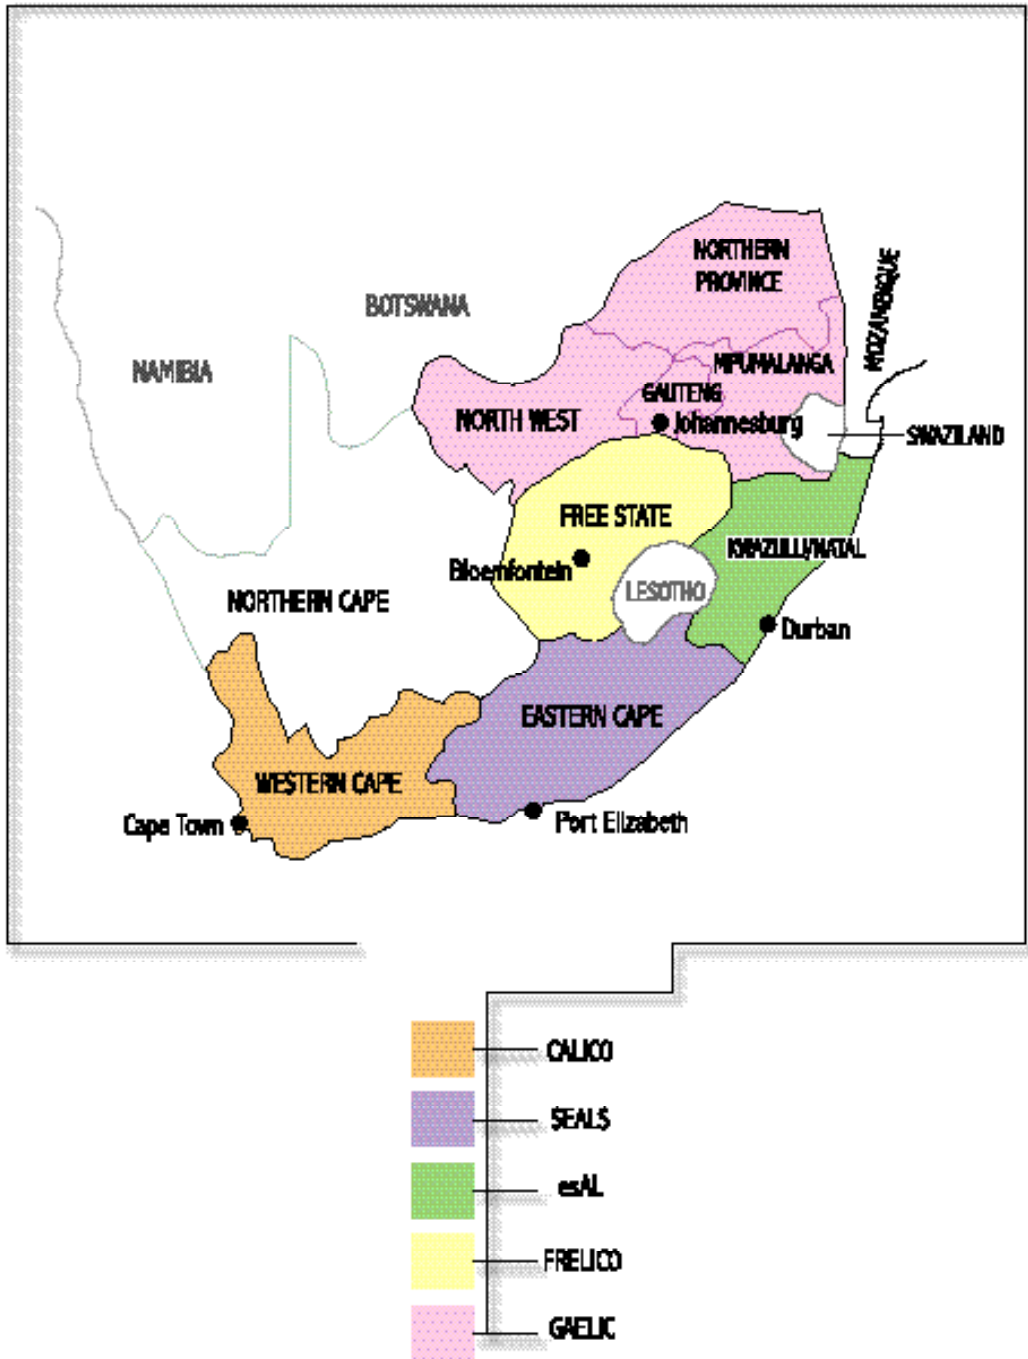 NORTHERN
PROVINCE
MOZAMBIQUE
BOTSWANA
NAMIBIA
MPUMALANGA
GAUTENG
NORTH WEST
Johannesburg
SWAZILAND
FREE STATE
KWAZULU/NATAL
Bloemfontein
LESOTHO
NORTHERN CAPE
Durban
EASTERN CAPE
WESTERN CAPE
Cape Town
Port Elizabeth
CALICO
SEALS
esAL
FRELICO
GAELIC